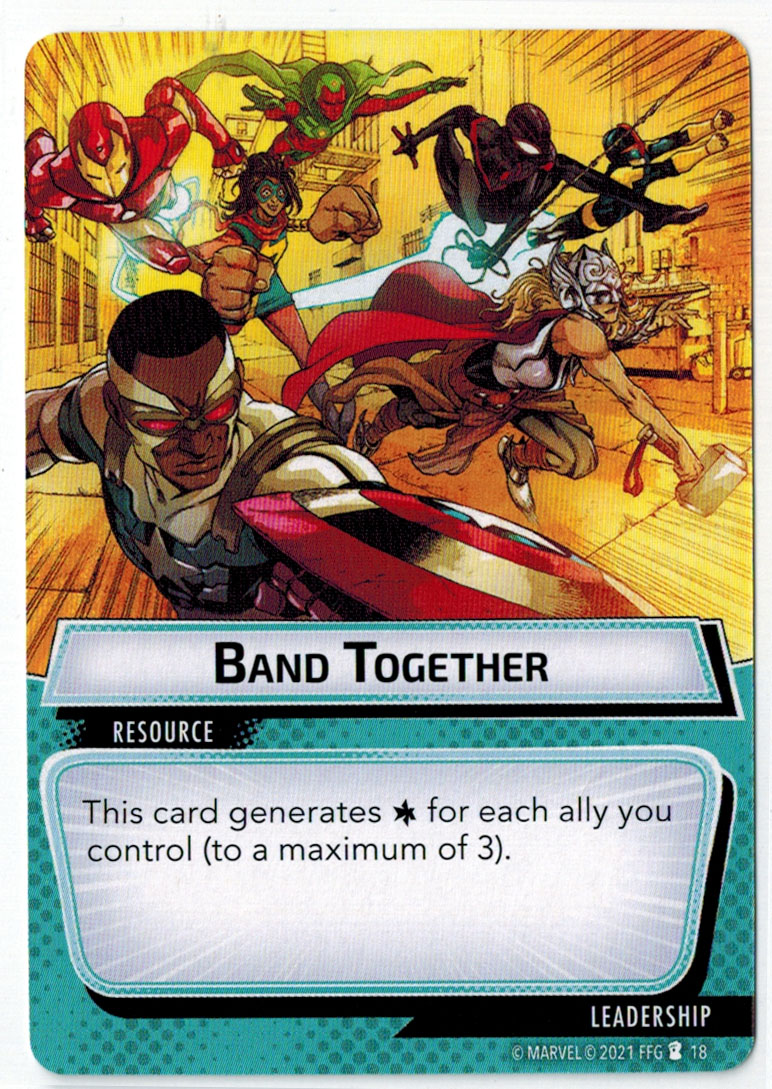 BAND TOGETHER
RESOURCE
This card generates for each ally you
control (to a maximum of 3).
LEADERSHIP
© MARVEL © 2021 FFG 18